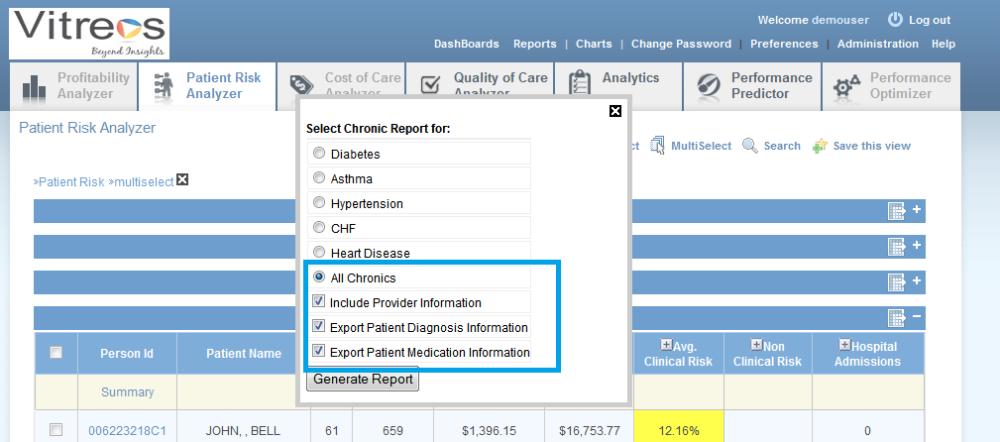 Vitreos
Beyond Insights
Welcome demouser Log out
DashBoards Reports | Charts | Change Password | Preferences | Administration Help
Profitability Analyzer
Patient Risk Analyzer
Cost of Care Analyzer
Quality of Care Analyzer
Analytics
Performance Predictor
Performance Optimizer
Patient Risk Analyzer
MultiSelect Search Save this view
»Patient Risk »multiselect
Select Chronic Report for:
Diabetes
Asthma
Hypertension
CHF
Heart Disease
All Chronics
Include Provider Information
Export Patient Diagnosis Information
Export Patient Medication Information
Generate Report
Person Id Patient Name Avg. Clinical Risk Non Clinical Risk Hospital Admissions
Summary
006223218C1 JOHN, , BELL 61 659 $1,396.15 $16,753.77 12.16% 0